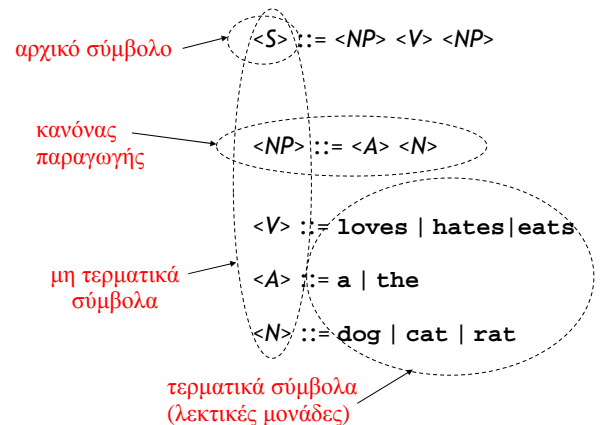 αρχικό σύμβολο
<S> ::= <NP> <V> <NP>
κανόνας
παραγωγής
<NP> ::= <A> <N>
<V> ::= loves | hates|eats
μη τερματικά
σύμβολα
<A> ::= a | the
<N> ::= dog | cat | rat
τερματικά σύμβολα
(λεκτικές μονάδες)